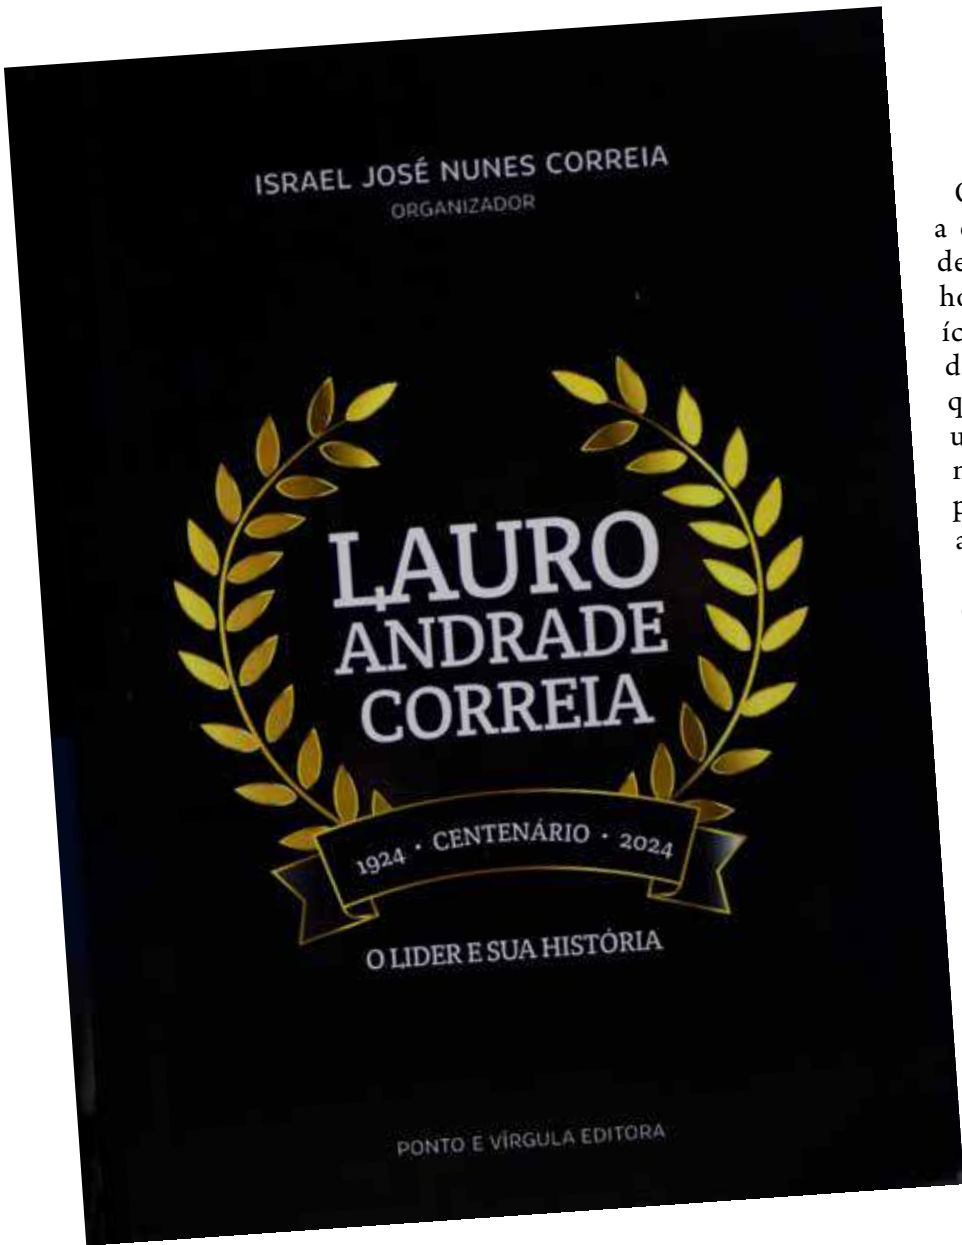 ISRAEL JOSÉ NUNES CORREIA
ORGANIZADOR
LAURO
ANDRADE
CORREIA
1924 · CENTENÁRIO · 2024
O LIDER E SUA HISTÓRIA
PONTO E VÍRGULA EDITORA
a